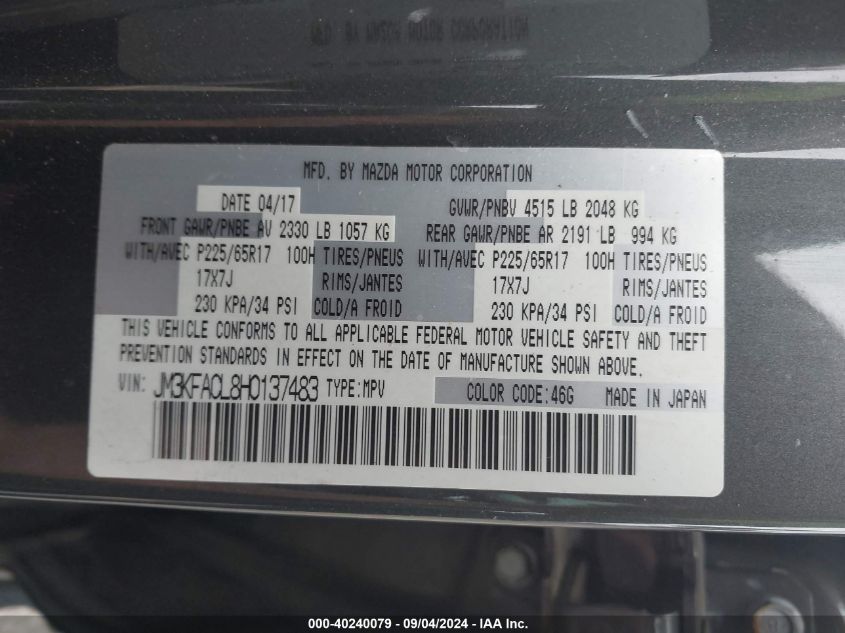 MFD. BY MAZDA MOTOR CORPORATION
MFD. BY MAZDA MOTOR CORPORATION
DATE 04/17 GVWR/PNBV 4515 LB 2048 KG
FRONT GAWR/PNBE AV 2330 LB 1057 KG REAR GAWR/PNBE AR 2191 LB 994 KG
WITH/AVEC P225/65R17 100H TIRES/PNEUS WITH/AVEC P225/65R17 100H TIRES/PNEUS
17X7J RIMS/JANTES 17X7J RIMS/JANTES
230 KPA/34 PSI COLD/A FROID 230 KPA/34 PSI COLD/A FROID
THIS VEHICLE CONFORMS TO ALL APPLICABLE FEDERAL MOTOR VEHICLE SAFETY AND THEFT
PREVENTION STANDARDS IN EFFECT ON THE DATE OF MANUFACTURE SHOWN ABOVE.
VIN: JM3KFACL8H0137483 TYPE:MPV COLOR CODE:46G MADE IN JAPAN
000-40240079 - 09/04/2024 - IAA Inc.